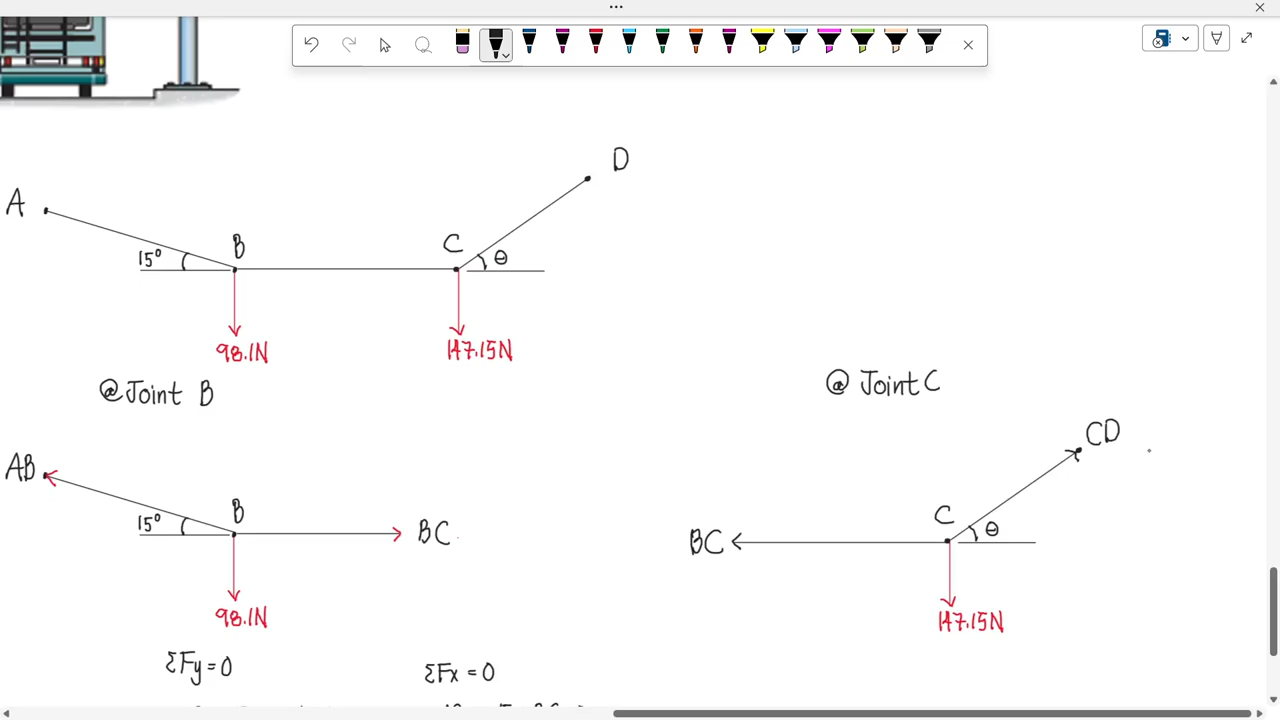 D
A
B
C
15°
θ
98.1N
147.15N
@Joint B
@ Joint C
CD
AB
B
C
15°
BC
BC
θ
98.1N
147.15N
ΣFy=0
ΣFx = 0